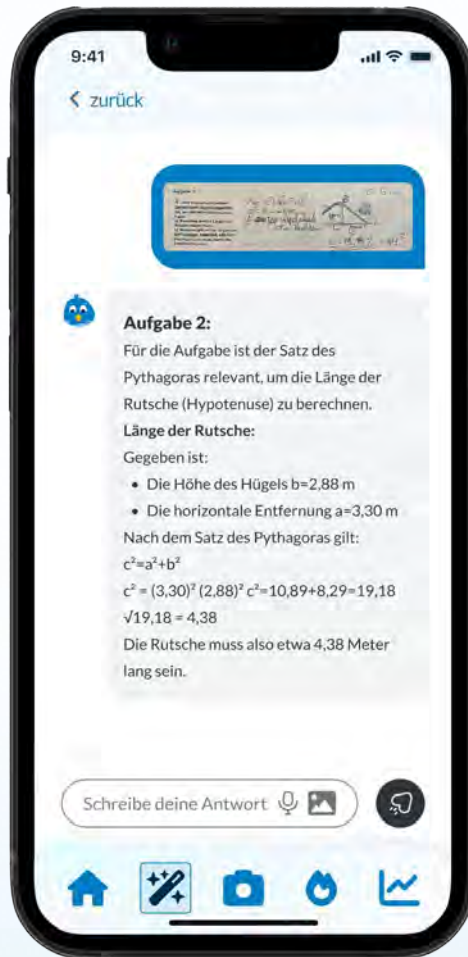 9:41
zurück
Aufgabe 2:
Für die Aufgabe ist der Satz des
Pythagoras relevant, um die Länge der
Rutsche (Hypotenuse) zu berechnen.
Länge der Rutsche:
Gegeben ist:
• Die Höhe des Hügels b=2,88 m
• Die horizontale Entfernung a=3,30 m
Nach dem Satz des Pythagoras gilt:
c²=a²+b²
c² = (3,30)² (2,88)² c²=10,89+8,29=19,18
√19,18 = 4,38
Die Rutsche muss also etwa 4,38 Meter
lang sein.
Schreibe deine Antwort